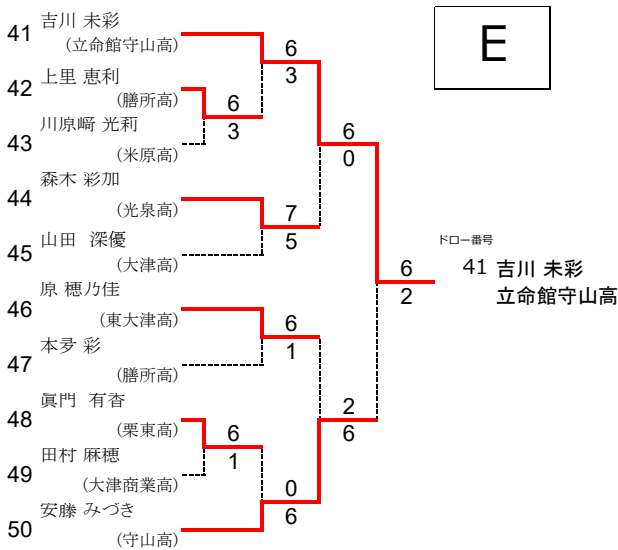 E
41 吉川 未彩
(立命館守山高)
42 上里 恵利
(膳所高)
43 川原﨑 光莉
(米原高)
44 森木 彩加
(光泉高)
45 山田 深優
(大津高)
46 原 穂乃佳
(東大津高)
47 本夛 彩
(膳所高)
48 眞門 有香
(栗東高)
49 田村 麻穂
(大津商業高)
50 安藤 みづき
(守山高)
6
3
6
3
7
5
6
0
6
1
6
1
0
6
2
6
6
2
ドロー番号
41 吉川 未彩
立命館守山高